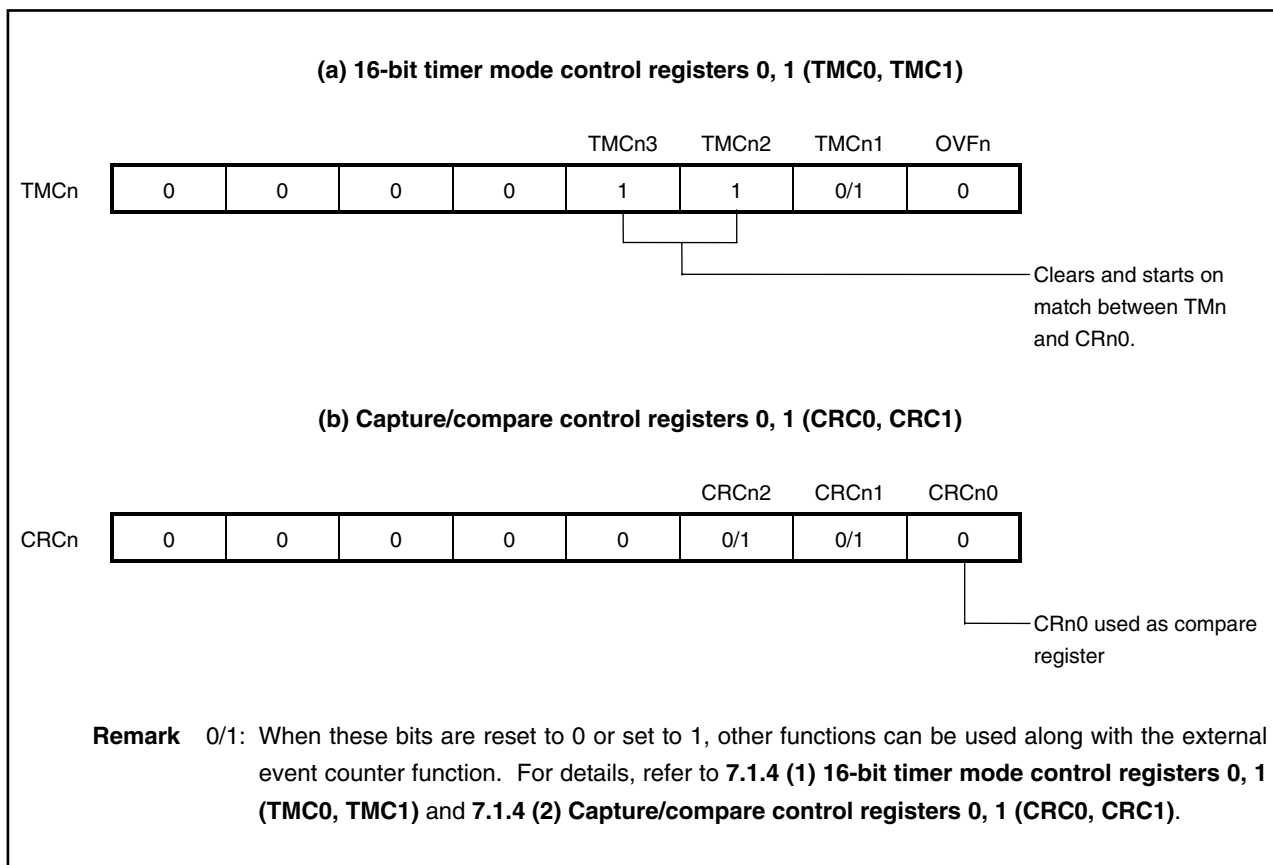 (a) 16-bit timer mode control registers 0, 1 (TMC0, TMC1)
TMCn3 TMCn2 TMCn1 OVFn
TMCn 0 0 0 0 1 1 0/1 0
Clears and starts on
match between TMn
and CRn0.
(b) Capture/compare control registers 0, 1 (CRC0, CRC1)
CRCn2 CRCn1 CRCn0
CRCn 0 0 0 0 0 0/1 0/1 0
CRn0 used as compare
register
Remark 0/1: When these bits are reset to 0 or set to 1, other functions can be used along with the external
event counter function. For details, refer to 7.1.4 (1) 16-bit timer mode control registers 0, 1
(TMC0, TMC1) and 7.1.4 (2) Capture/compare control registers 0, 1 (CRC0, CRC1).